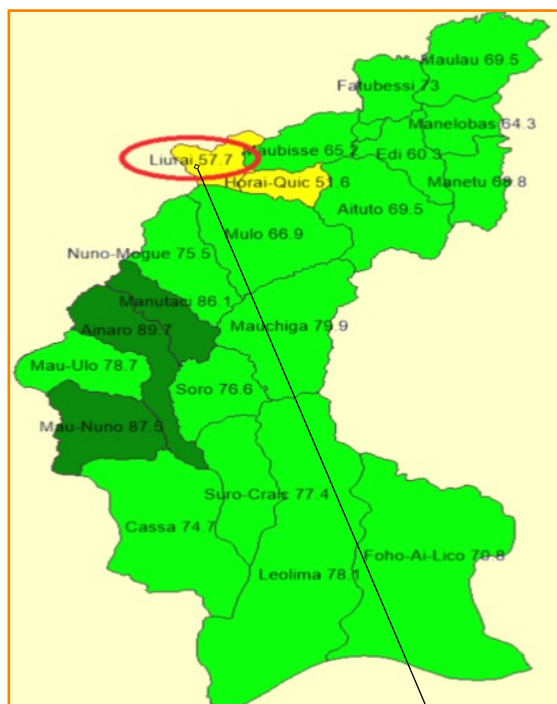 Maulau 69.5
Fatubessi 73
Manelobas 64.3
Maubisse 65.2
Edi 60.3
Liurai 57.7
Horai-Quic 51.6
Manetu 68.8
Aituto 69.5
Mulo 66.9
Nuno-Mogue 75.5
Manutaci 86.1
Mauchiga 79.9
Ainaro 89.7
Mau-Ulo 78.7
Soro 76.6
Mau-Nuno 87.5
Suro-Craic 77.4
Cassa 74.7
Foho-Ai-Lico 70.8
Leolima 78.1